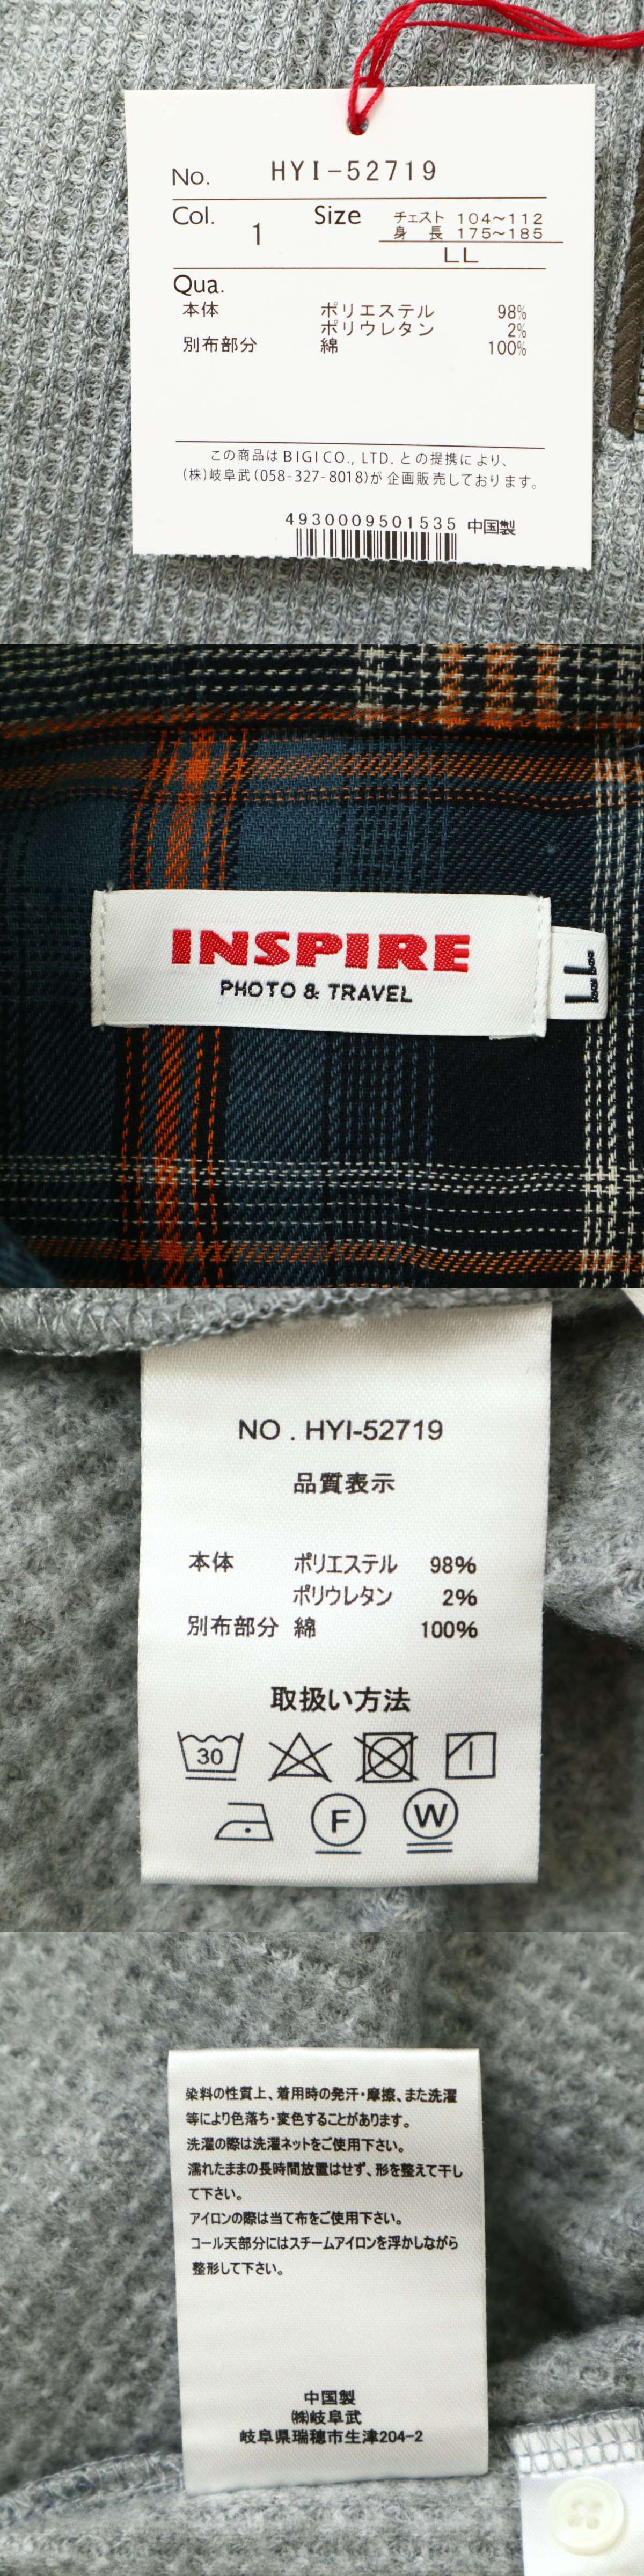 No. HYI-52719
Col. 1 Size チェスト 104〜112
身 長 175〜185
LL
Qua.
本体 ポリエステル 98%
ポリウレタン 2%
別布部分 綿 100%
この商品はBIGI CO., LTD. との提携により、
(株)岐阜武(058-327-8018)が企画販売しております。
4930009501535 中国製
INSPIRE
PHOTO & TRAVEL
LL
NO . HYI-52719
品質表示
本体 ポリエステル 98%
ポリウレタン 2%
別布部分 綿 100%
取扱い方法
30
F W
染料の性質上、着用時の発汗・摩擦、また洗濯
等により色落ち・変色することがあります。
洗濯の際は洗濯ネットをご使用下さい。
濡れたままの長時間放置はせず、形を整えて干し
て下さい。
アイロンの際は当て布をご使用下さい。
コール天部分にはスチームアイロンを浮かしながら
整形して下さい。
中国製
㈱岐阜武
岐阜県瑞穂市生津204-2